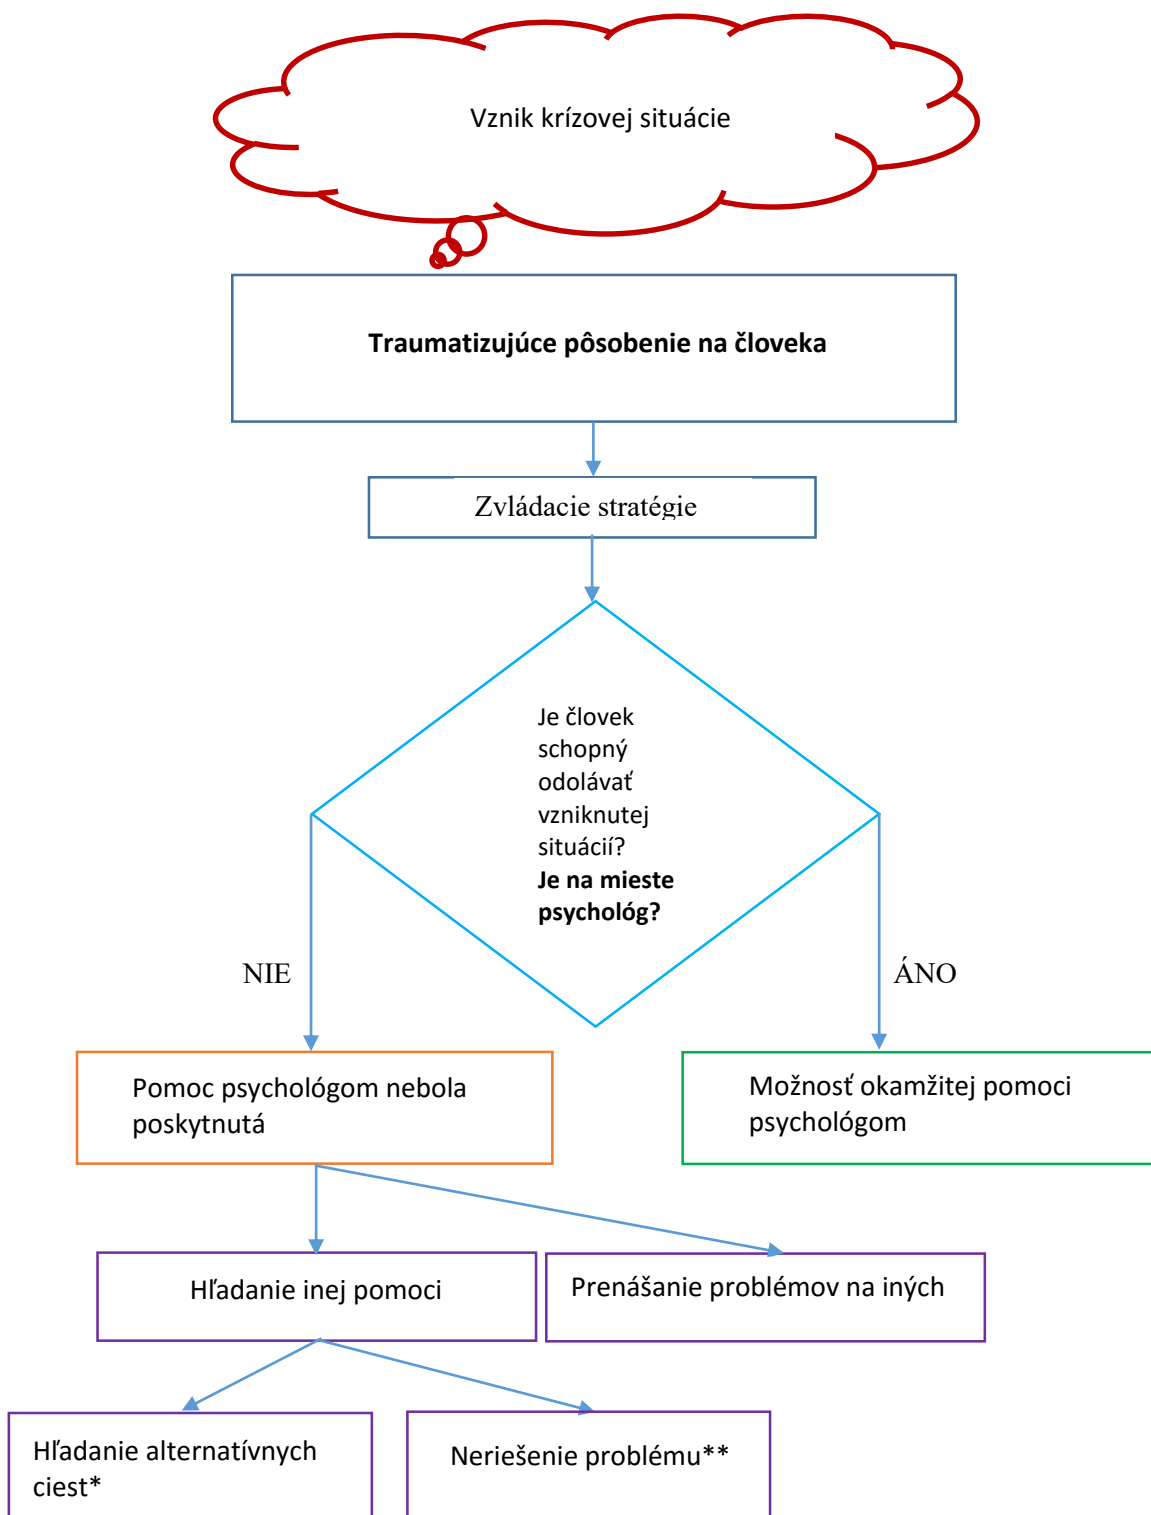 Vznik krízovej situácie
Traumatizujúce pôsobenie na človeka
Zvládacie stratégie
Je človek
schopný
odolávať
vzniknutej
situácií?
Je na mieste
psychológ?
NIE
ÁNO
Pomoc psychológom nebola
poskytnutá
Možnosť okamžitej pomoci
psychológom
Hľadanie inej pomoci
Prenášanie problémov na iných
Hľadanie alternatívnych
ciest*
Neriešenie problému**